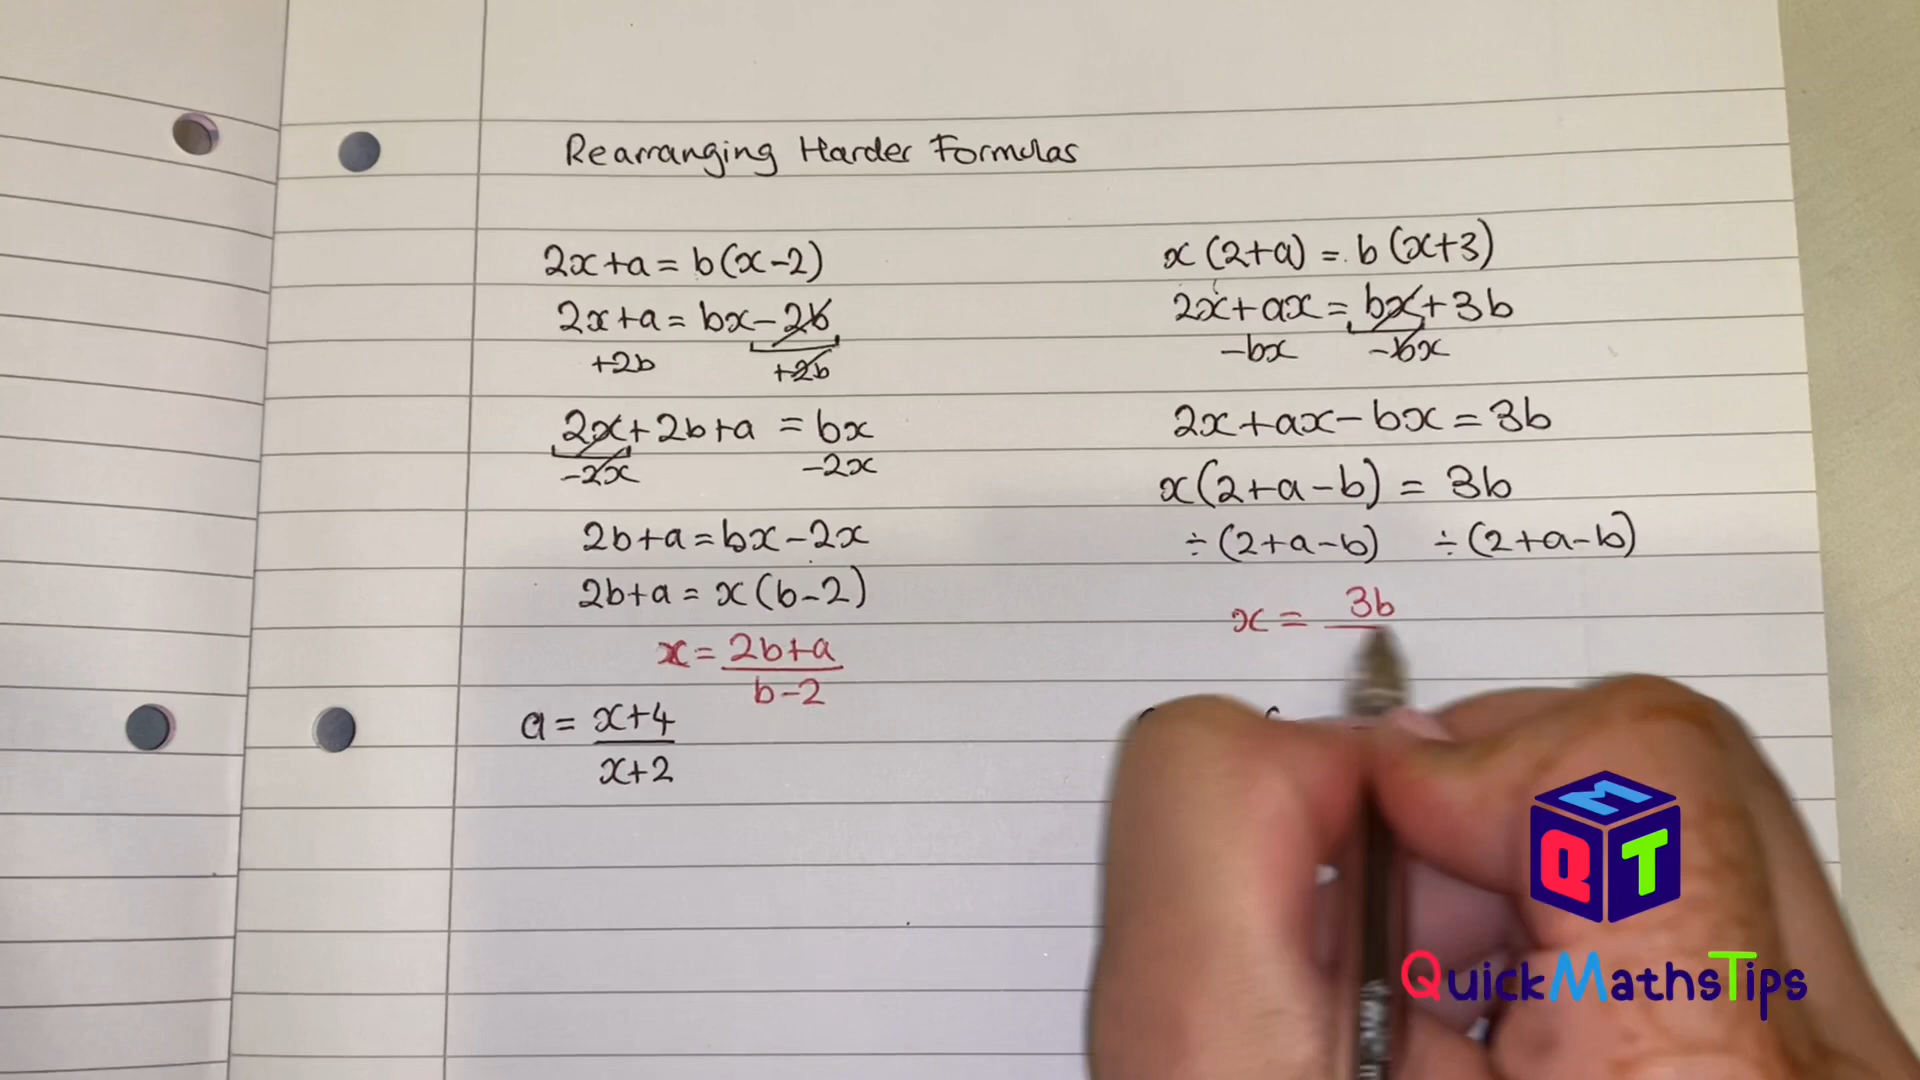 Rearranging Harder Formulas
2x+a = b(x-2)
2x+a = bx-2b
+2b +2b
2x+2b+a = bx
-2x -2x
2b+a = bx-2x
2b+a = x(b-2)
x = 2b+a
b-2
a = x+4
x+2
x(2+a) = b(x+3)
2x+ax = bx+3b
-bx -bx
2x+ax-bx = 3b
x(2+a-b) = 3b
÷(2+a-b) ÷(2+a-b)
x = 3b
MQT
QuickMathsTips